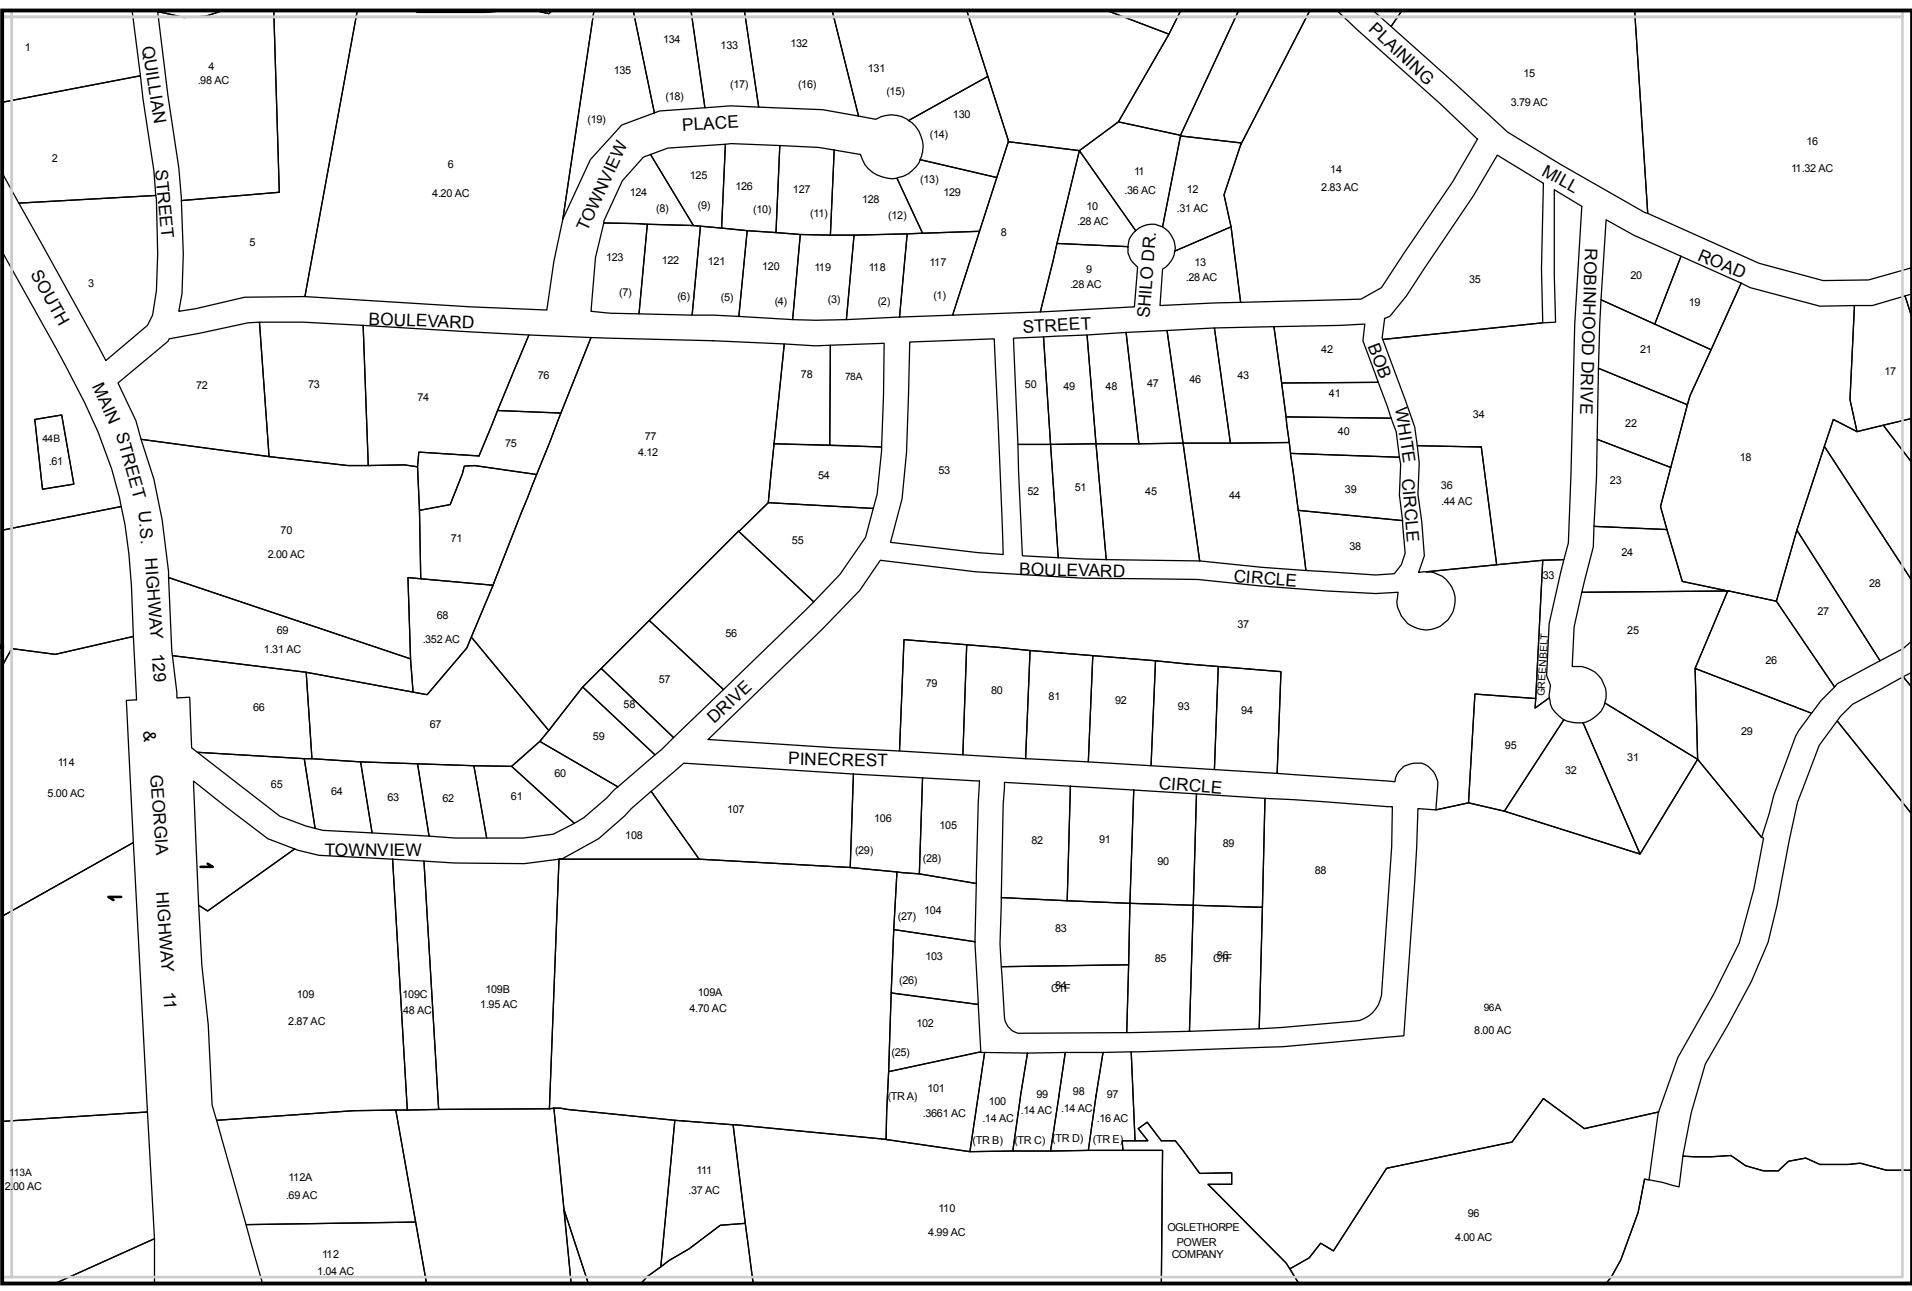 1
QUILLIAN
STREET
4
.98 AC
2
3
5
SOUTH
6
4.20 AC
135
134
133
132
131
(19)
(18)
(17)
(16)
(15)
130
(14)
PLACE
TOWNVIEW
124
(8)
125
(9)
126
(10)
127
(11)
128
(12)
(13)
129
123
(7)
122
(6)
121
(5)
120
(4)
119
(3)
118
(2)
117
(1)
8
10
.28 AC
11
.36 AC
12
.31 AC
9
.28 AC
SHILO DR.
13
.28 AC
14
2.83 AC
PLAINING
MILL
ROAD
15
3.79 AC
16
11.32 AC
35
ROBINHOOD DRIVE
20
19
21
22
23
24
18
17
BOULEVARD
STREET
MAIN
STREET U.S.
HIGHWAY
129
&
GEORGIA
HIGHWAY
11
72
73
74
76
75
44B
.61
77
4.12
78
78A
54
53
50
49
48
47
46
43
42
41
40
39
38
BOB
WHITE
CIRCLE
34
36
.44 AC
52
51
45
44
70
2.00 AC
71
55
56
57
58
59
60
68
.352 AC
69
1.31 AC
66
67
BOULEVARD
CIRCLE
37
33
GREENBELT
25
26
27
28
29
DRIVE
79
80
81
92
93
94
95
32
31
PINECREST
CIRCLE
114
5.00 AC
65
64
63
62
61
TOWNVIEW
108
107
106
(29)
105
(28)
82
91
90
89
88
1
1
(27)
104
103
(26)
102
(25)
83
84
CTF
85
86
CTF
109
2.87 AC
109C
48 AC
109B
1.95 AC
109A
4.70 AC
96A
8.00 AC
(TR A)
101
.3661 AC
100
.14 AC
(TR B)
99
.14 AC
(TR C)
98
.14 AC
(TR D)
97
.16 AC
(TR E)
113A
2.00 AC
112A
.69 AC
112
1.04 AC
111
.37 AC
110
4.99 AC
OGLETHORPE
POWER
COMPANY
96
4.00 AC